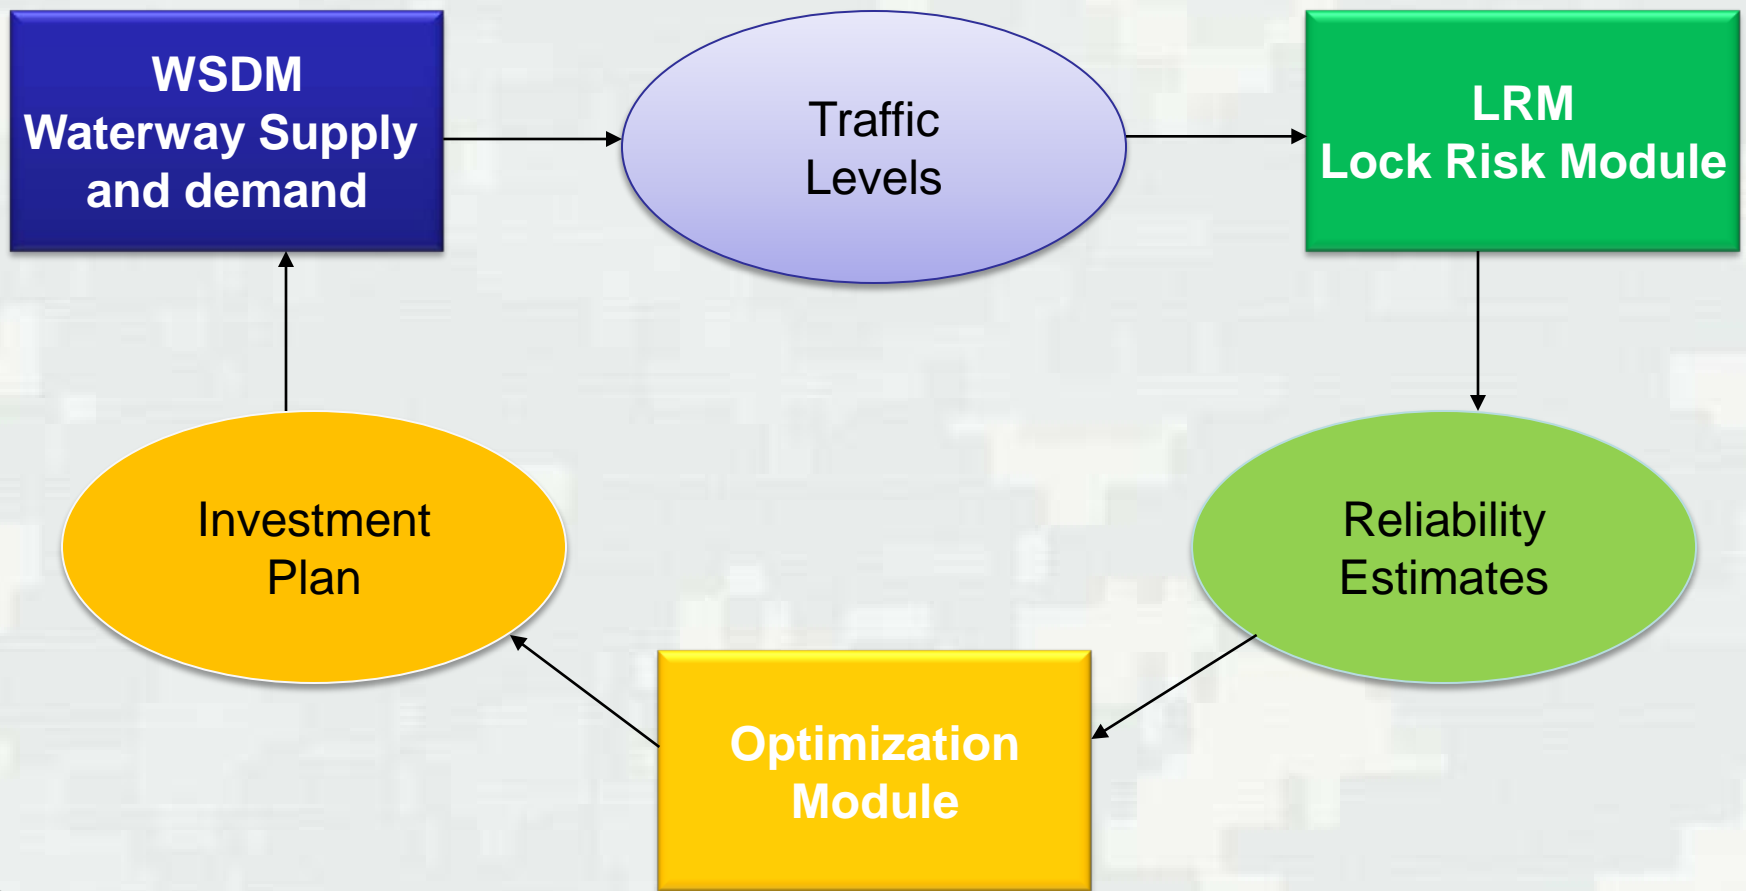 WSDM
Waterway Supply
and demand
Traffic
Levels
LRM
Lock Risk Module
Investment
Plan
Reliability
Estimates
Optimization
Module